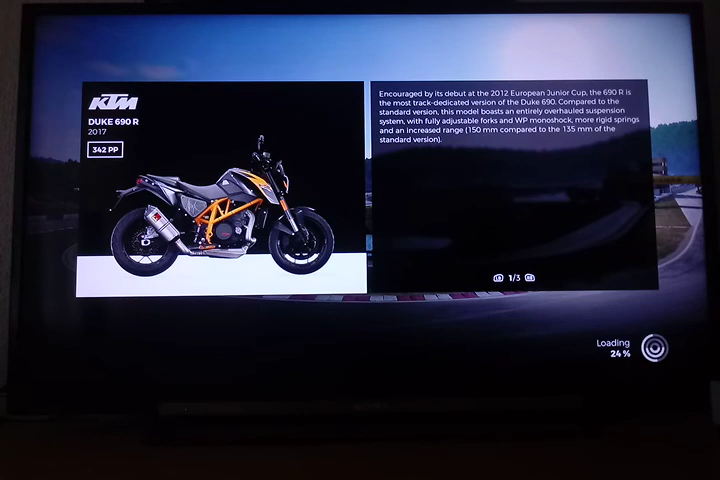 KTM
DUKE 690 R
2017
342 PP
Encouraged by its debut at the 2012 European Junior Cup, the 690 R is
the most track-dedicated version of the Duke 690. Compared to the
standard version, this model boasts an entirely overhauled suspension
system, with fully adjustable forks and WP monoshock, more rigid springs
and an increased range (150 mm compared to the 135 mm of the
standard version).
1/3
Loading
24 %